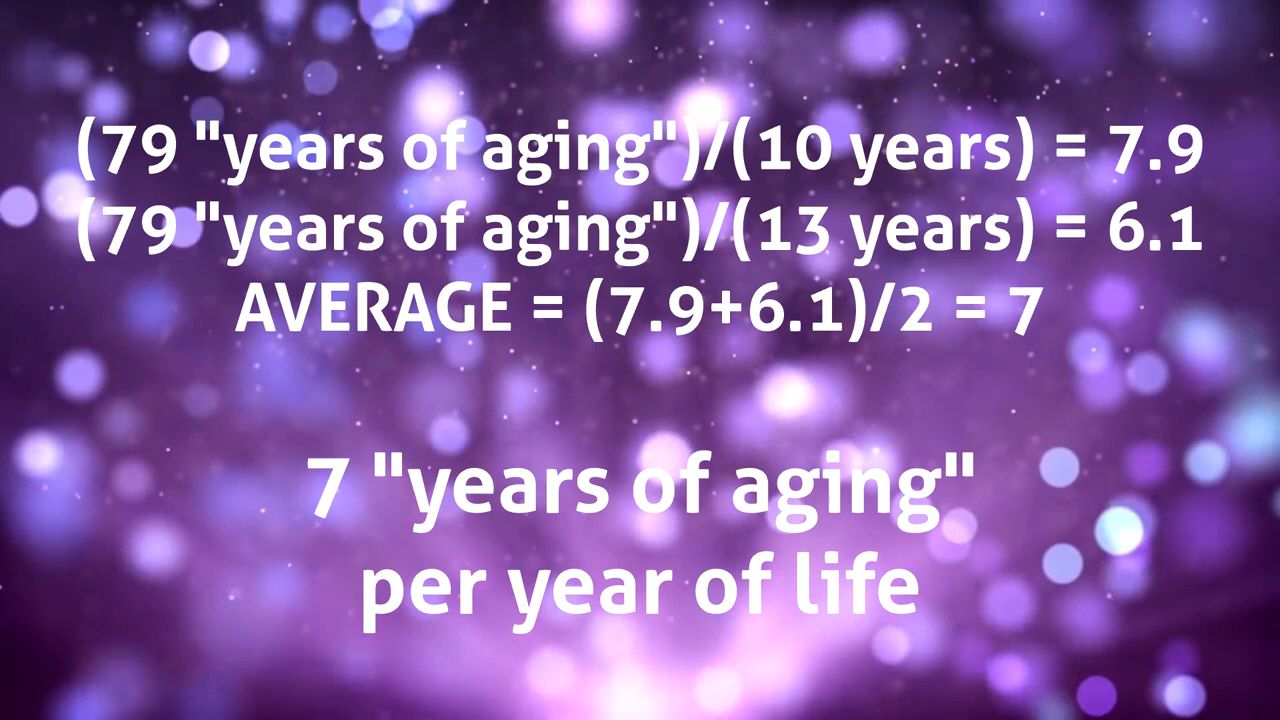 (79 "years of aging")/(10 years) = 7.9
(79 "years of aging")/(13 years) = 6.1
AVERAGE = (7.9+6.1)/2 = 7
7 "years of aging"
per year of life